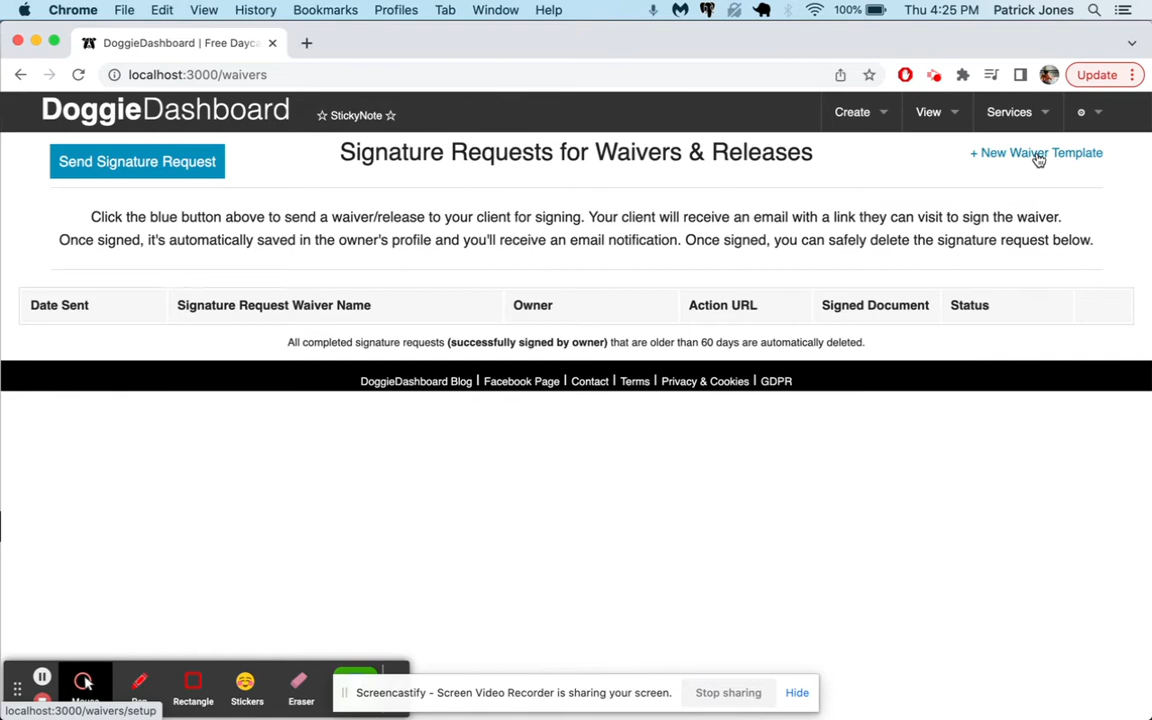 Chrome File Edit View History Bookmarks Profiles Tab Window Help 100% Thu 4:25 PM Patrick Jones
DoggieDashboard | Free Dayca
localhost:3000/waivers Update
DoggieDashboard ☆ StickyNote ☆ Create View Services
Send Signature Request Signature Requests for Waivers & Releases + New Waiver Template
Click the blue button above to send a waiver/release to your client for signing. Your client will receive an email with a link they can visit to sign the waiver.
Once signed, it's automatically saved in the owner's profile and you'll receive an email notification. Once signed, you can safely delete the signature request below.
Date Sent Signature Request Waiver Name Owner Action URL Signed Document Status
All completed signature requests (successfully signed by owner) that are older than 60 days are automatically deleted.
DoggieDashboard Blog | Facebook Page | Contact | Terms | Privacy & Cookies | GDPR
Screencastify - Screen Video Recorder is sharing your screen. Stop sharing Hide
Rectangle Stickers Eraser
localhost:3000/waivers/setup